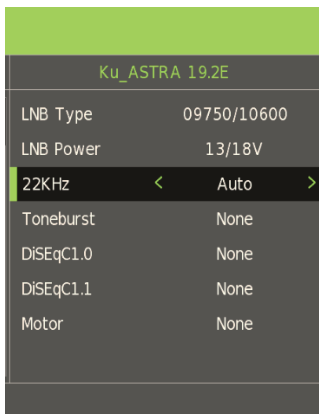 Ku_ASTRA 19.2E
LNB Type 09750/10600
LNB Power 13/18V
22KHz < Auto >
Toneburst None
DiSEqC1.0 None
DiSEqC1.1 None
Motor None